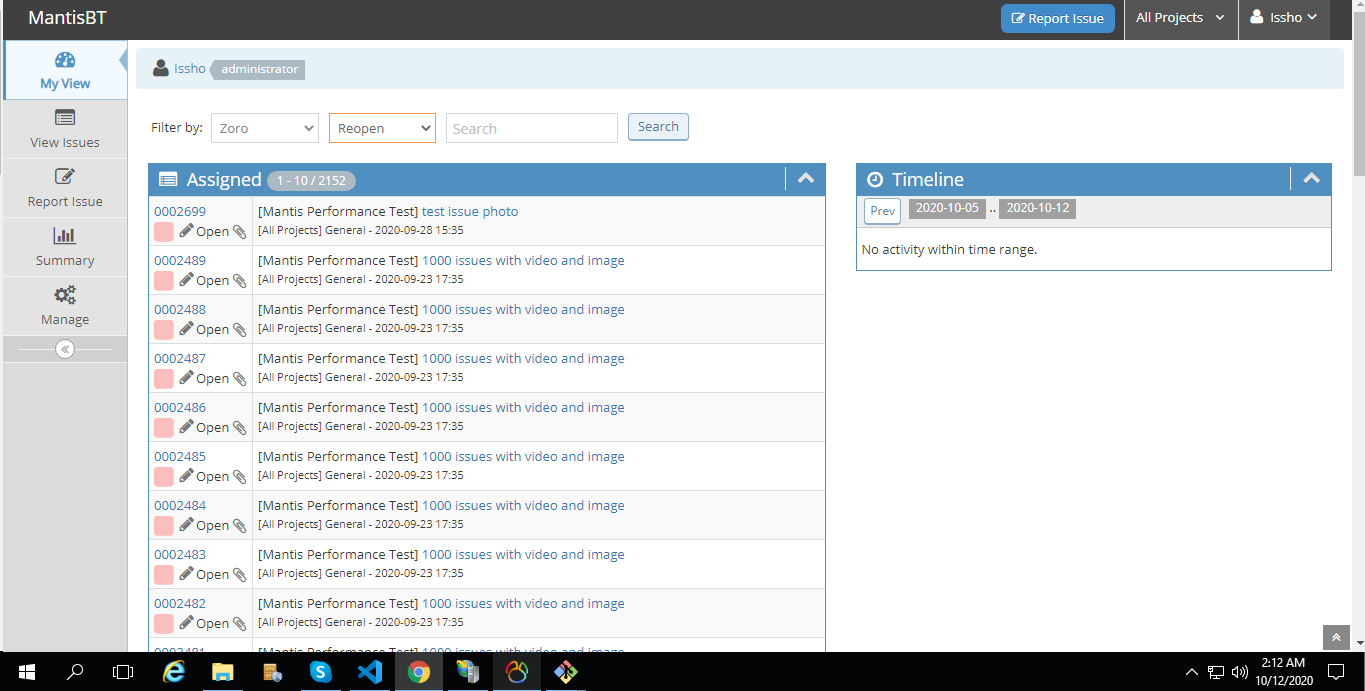 MantisBT
Report Issue
All Projects
Issho
My View
View Issues
Report Issue
Summary
Manage
Issho administrator
Filter by: Zoro Reopen Search Search
Assigned 1 - 10 / 2152
0002699 [Mantis Performance Test] test issue photo
Open [All Projects] General - 2020-09-28 15:35
0002489 [Mantis Performance Test] 1000 issues with video and image
Open [All Projects] General - 2020-09-23 17:35
0002488 [Mantis Performance Test] 1000 issues with video and image
Open [All Projects] General - 2020-09-23 17:35
0002487 [Mantis Performance Test] 1000 issues with video and image
Open [All Projects] General - 2020-09-23 17:35
0002486 [Mantis Performance Test] 1000 issues with video and image
Open [All Projects] General - 2020-09-23 17:35
0002485 [Mantis Performance Test] 1000 issues with video and image
Open [All Projects] General - 2020-09-23 17:35
0002484 [Mantis Performance Test] 1000 issues with video and image
Open [All Projects] General - 2020-09-23 17:35
0002483 [Mantis Performance Test] 1000 issues with video and image
Open [All Projects] General - 2020-09-23 17:35
0002482 [Mantis Performance Test] 1000 issues with video and image
Open [All Projects] General - 2020-09-23 17:35
Timeline
Prev 2020-10-05 .. 2020-10-12
No activity within time range.
2:12 AM
10/12/2020